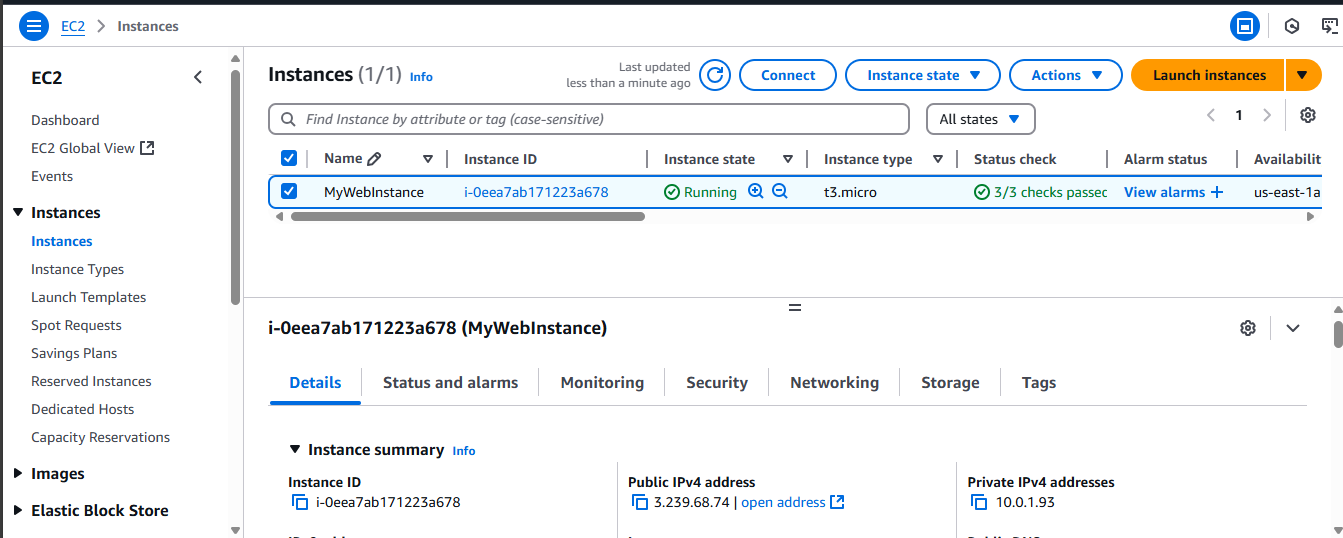 EC2 > Instances
EC2
Dashboard
EC2 Global View
Events
Instances
Instances
Instance Types
Launch Templates
Spot Requests
Savings Plans
Reserved Instances
Dedicated Hosts
Capacity Reservations
Images
Elastic Block Store
Instances (1/1) Info
Last updated
less than a minute ago
Connect
Instance state
Actions
Launch instances
Find Instance by attribute or tag (case-sensitive)
All states
1
Name Instance ID Instance state Instance type Status check Alarm status Availabilit
MyWebInstance i-0eea7ab171223a678 Running t3.micro 3/3 checks passec View alarms + us-east-1a
i-0eea7ab171223a678 (MyWebInstance)
Details Status and alarms Monitoring Security Networking Storage Tags
Instance summary Info
Instance ID
i-0eea7ab171223a678
Public IPv4 address
3.239.68.74 | open address
Private IPv4 addresses
10.0.1.93